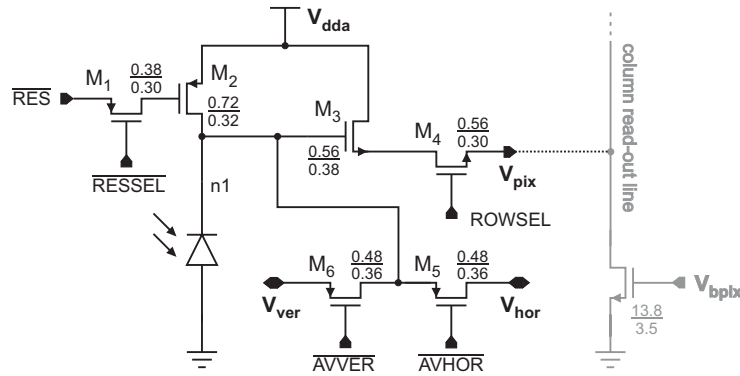 V_dda
M_1
0.38
0.30
M_2
0.72
0.32
RES
RESSEL
n1
M_3
0.56
0.38
M_4
0.56
0.30
V_pix
ROWSEL
column read-out line
M_6
0.48
0.36
M_5
0.48
0.36
V_ver
V_hor
AVVER
AVHOR
V_bpix
13.8
3.5